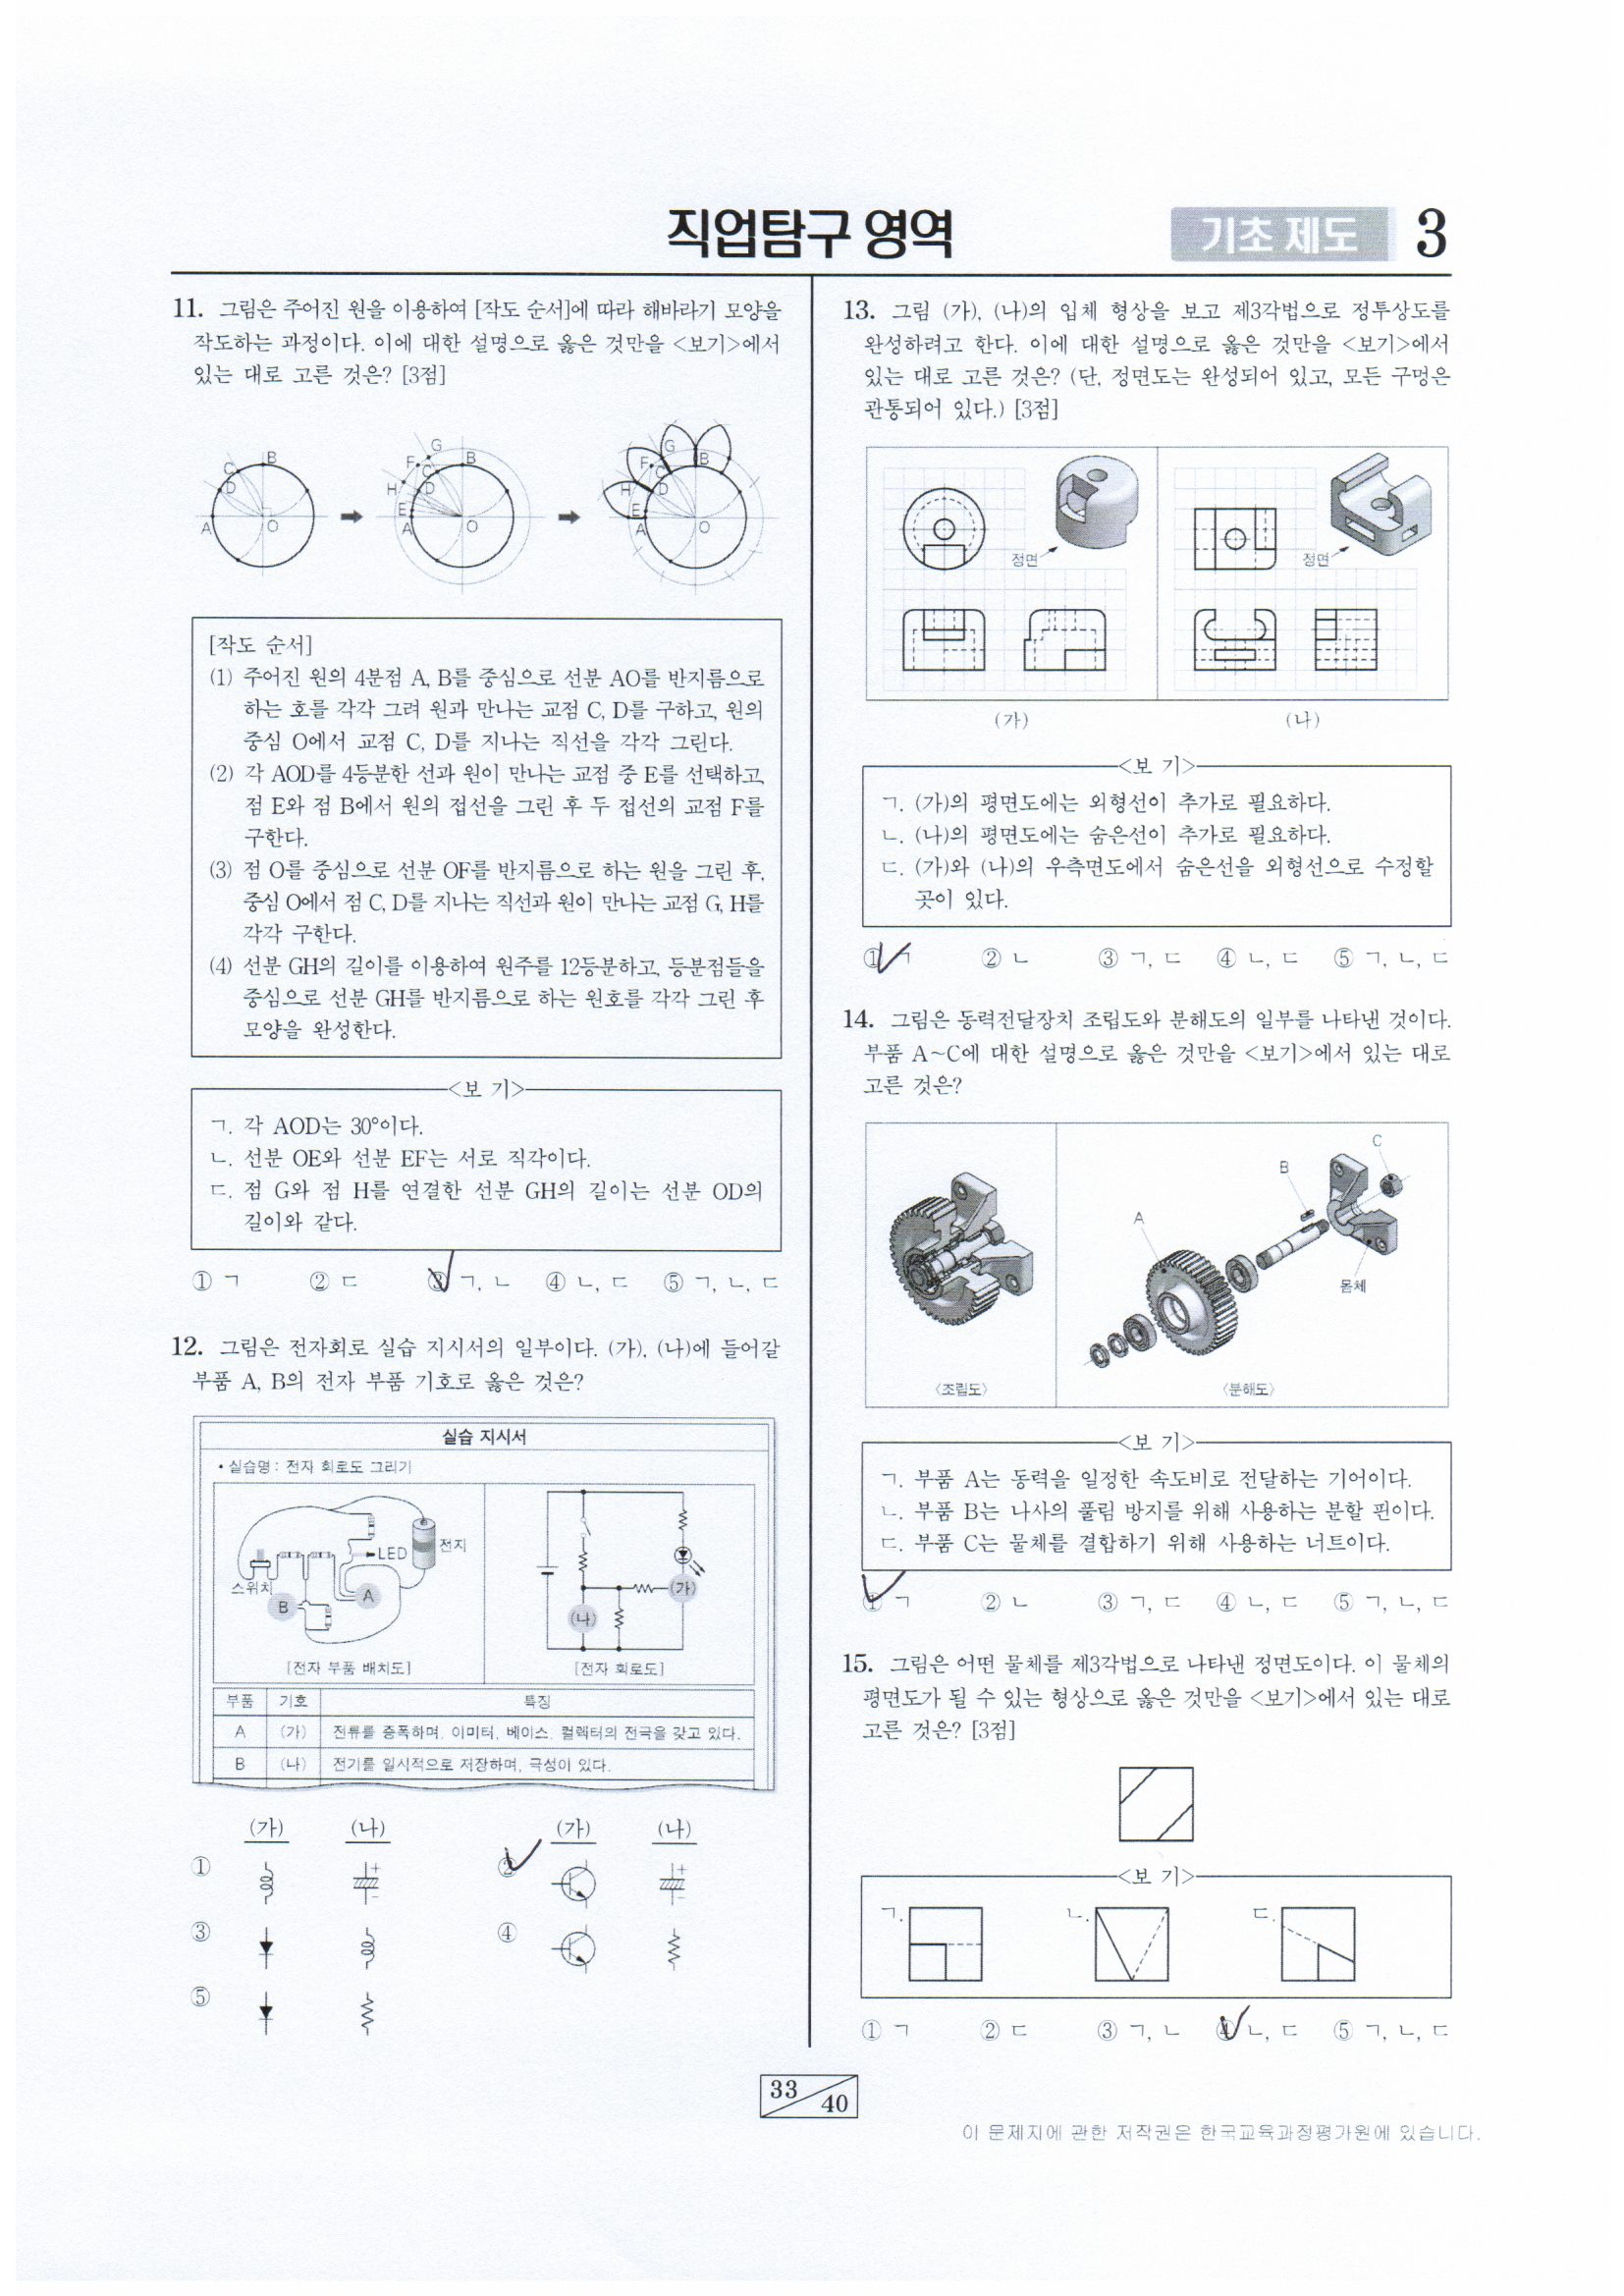 직업탐구 영역
기초 제도
3
11. 그림은 주어진 원을 이용하여 [작도 순서]에 따라 해바라기 모양을
작도하는 과정이다. 이에 대한 설명으로 옳은 것만을 <보기>에서
있는 대로 고른 것은? [3점]
C B D A O
G F B C H D E A O
G F C B H D E A O
[작도 순서]
(1) 주어진 원의 4분점 A, B를 중심으로 선분 AO를 반지름으로
하는 호를 각각 그려 원과 만나는 교점 C, D를 구하고, 원의
중심 O에서 교점 C, D를 지나는 직선을 각각 그린다.
(2) 각 AOD를 4등분한 선과 원이 만나는 교점 중 E를 선택하고,
점 E와 점 B에서 원의 접선을 그린 후 두 접선의 교점 F를
구한다.
(3) 점 O를 중심으로 선분 OF를 반지름으로 하는 원을 그린 후,
중심 O에서 점 C, D를 지나는 직선과 원이 만나는 교점 G, H를
각각 구한다.
(4) 선분 GH의 길이를 이용하여 원주를 12등분하고, 등분점들을
중심으로 선분 GH를 반지름으로 하는 원호를 각각 그린 후
모양을 완성한다.
<보 기>
ㄱ. 각 AOD는 30°이다.
ㄴ. 선분 OE와 선분 EF는 서로 직각이다.
ㄷ. 점 G와 점 H를 연결한 선분 GH의 길이는 선분 OD의
길이와 같다.
① ㄱ ② ㄷ ③ ㄱ, ㄴ ④ ㄴ, ㄷ ⑤ ㄱ, ㄴ, ㄷ
12. 그림은 전자회로 실습 지시서의 일부이다. (가), (나)에 들어갈
부품 A, B의 전자 부품 기호로 옳은 것은?
실습 지시서
• 실습명 : 전자 회로도 그리기
LED 전지
스위치 B A
(가)
(나)
[전자 부품 배치도] [전자 회로도]
부품 기호 특징
A (가) 전류를 증폭하며, 이미터, 베이스, 컬렉터의 전극을 갖고 있다.
B (나) 전기를 일시적으로 저장하며, 극성이 있다.
(가) (나) (가) (나)
① ②
③ ④
⑤
13. 그림 (가), (나)의 입체 형상을 보고 제3각법으로 정투상도를
완성하려고 한다. 이에 대한 설명으로 옳은 것만을 <보기>에서
있는 대로 고른 것은? (단, 정면도는 완성되어 있고, 모든 구멍은
관통되어 있다.) [3점]
정면 정면
(가) (나)
<보 기>
ㄱ. (가)의 평면도에는 외형선이 추가로 필요하다.
ㄴ. (나)의 평면도에는 숨은선이 추가로 필요하다.
ㄷ. (가)와 (나)의 우측면도에서 숨은선을 외형선으로 수정할
곳이 있다.
① ㄱ ② ㄴ ③ ㄱ, ㄷ ④ ㄴ, ㄷ ⑤ ㄱ, ㄴ, ㄷ
14. 그림은 동력전달장치 조립도와 분해도의 일부를 나타낸 것이다.
부품 A~C에 대한 설명으로 옳은 것만을 <보기>에서 있는 대로
고른 것은?
C
B
A
몸체
<조립도> <분해도>
<보 기>
ㄱ. 부품 A는 동력을 일정한 속도비로 전달하는 기어이다.
ㄴ. 부품 B는 나사의 풀림 방지를 위해 사용하는 분할 핀이다.
ㄷ. 부품 C는 물체를 결합하기 위해 사용하는 너트이다.
① ㄱ ② ㄴ ③ ㄱ, ㄷ ④ ㄴ, ㄷ ⑤ ㄱ, ㄴ, ㄷ
15. 그림은 어떤 물체를 제3각법으로 나타낸 정면도이다. 이 물체의
평면도가 될 수 있는 형상으로 옳은 것만을 <보기>에서 있는 대로
고른 것은? [3점]
<보 기>
ㄱ. ㄴ. ㄷ.
① ㄱ ② ㄷ ③ ㄱ, ㄴ ④ ㄴ, ㄷ ⑤ ㄱ, ㄴ, ㄷ
33
40
이 문제지에 관한 저작권은 한국교육과정평가원에 있습니다.